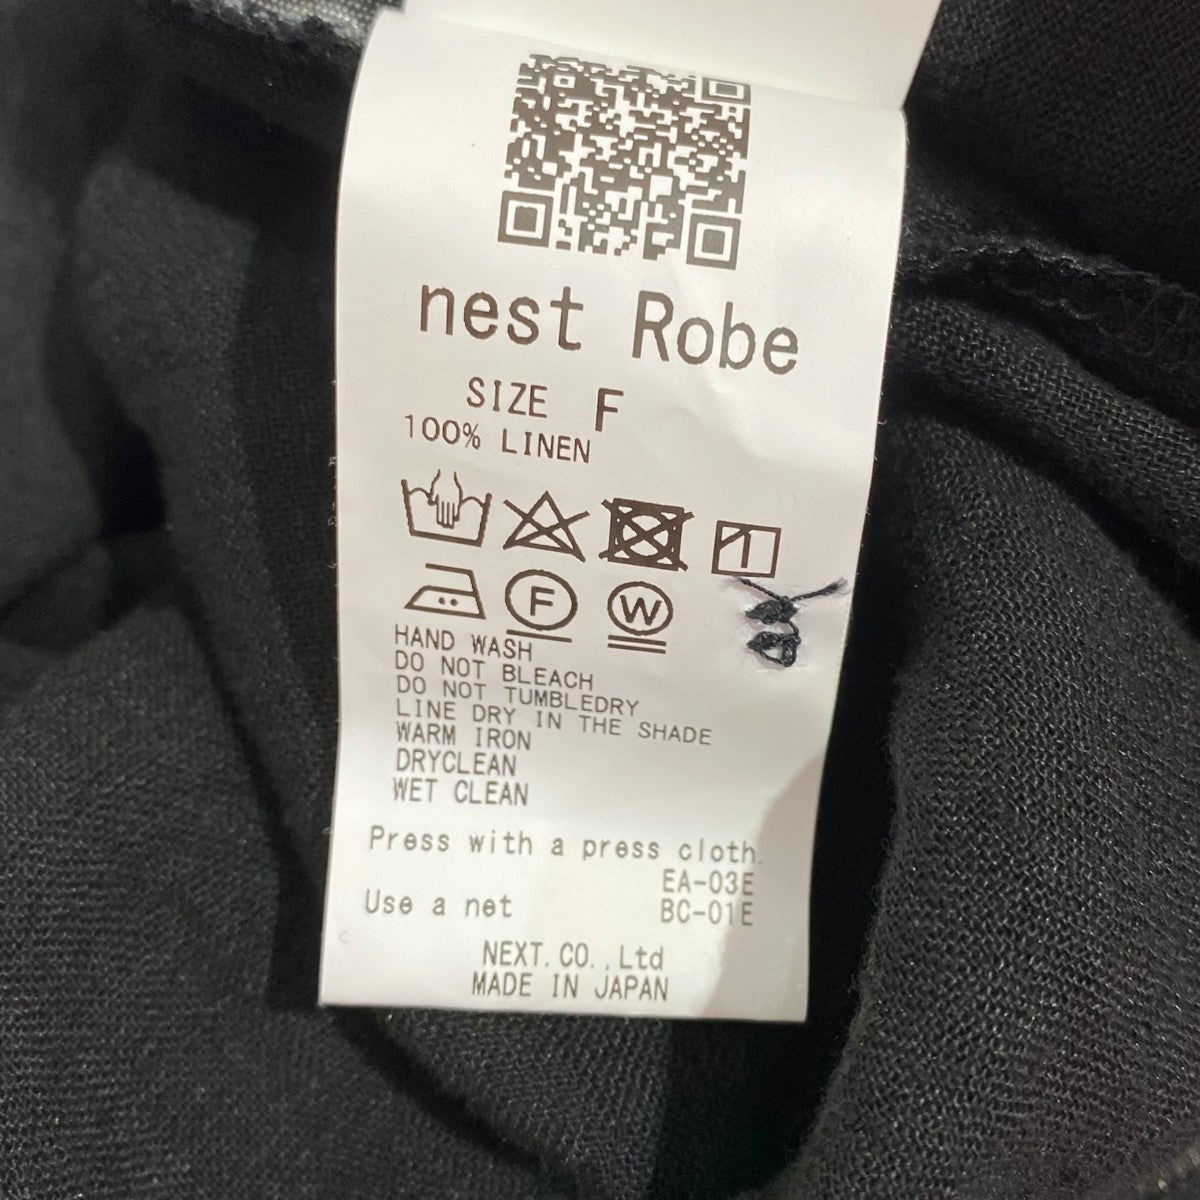 nest Robe
SIZE F
100% LINEN
F W
HAND WASH
DO NOT BLEACH
DO NOT TUMBLEDRY
LINE DRY IN THE SHADE
WARM IRON
DRYCLEAN
WET CLEAN
Press with a press cloth.
EA-03E
Use a net BC-01E
NEXT.CO.,Ltd
MADE IN JAPAN